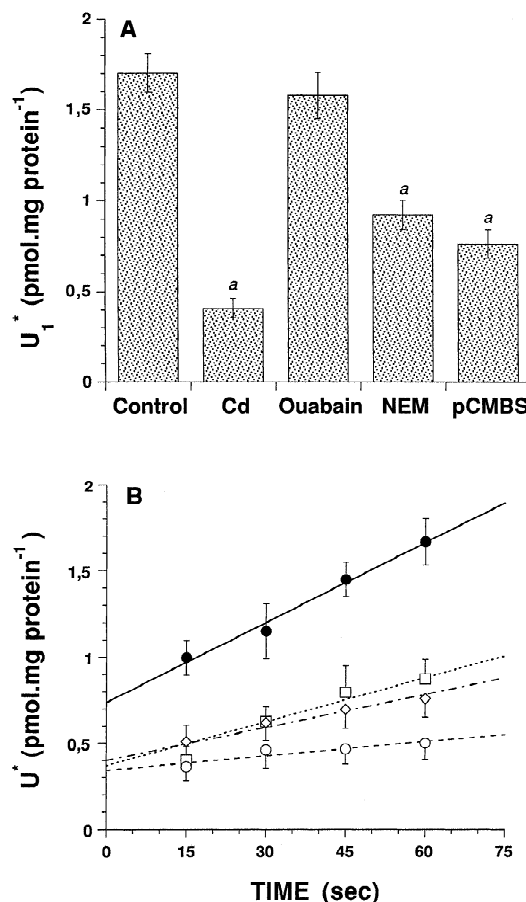 A
U₁* (pmol.mg protein⁻¹)
2
1,5
1
0,5
0
a
a
a
Control Cd Ouabain NEM pCMBS
B
U* (pmol.mg protein⁻¹)
2
1,5
1
0,5
0
0 15 30 45 60 75
TIME (sec)